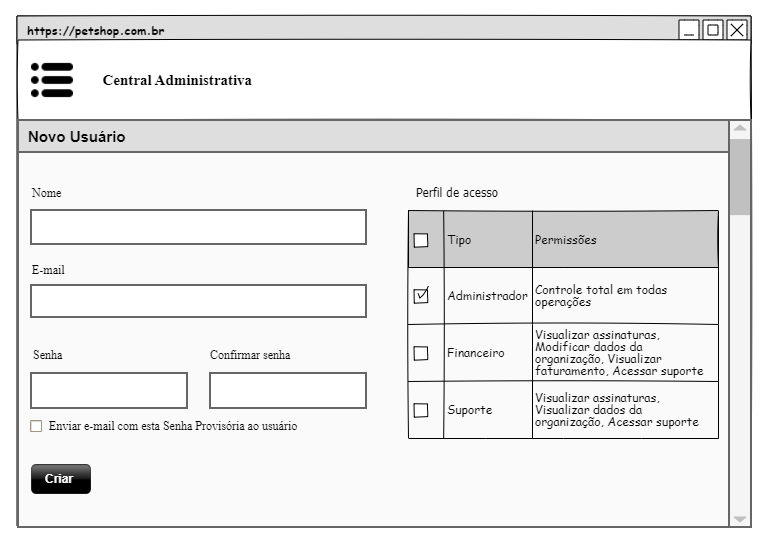 https://petshop.com.br
Central Administrativa
Novo Usuário
Nome
E-mail
Senha
Confirmar senha
Enviar e-mail com esta Senha Provisória ao usuário
Criar
Perfil de acesso
Tipo
Permissões
Administrador
Controle total em todas
operações
Financeiro
Visualizar assinaturas,
Modificar dados da
organização, Visualizar
faturamento, Acessar suporte
Suporte
Visualizar assinaturas,
Visualizar dados da
organização, Acessar suporte